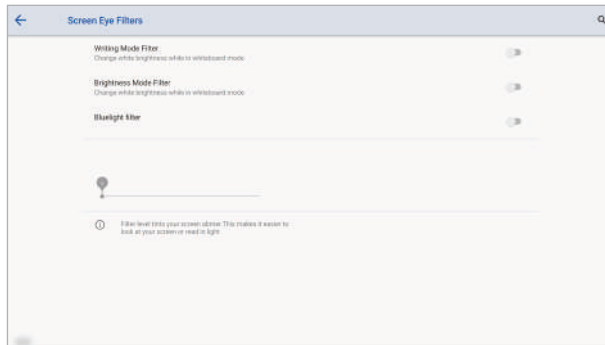 Screen Eye Filters
Writing Mode Filter
Change white brightness while in whiteboard mode
Brightness Mode Filter
Change white brightness while in whiteboard mode
Bluelight filter
Filter level tints your screen
This makes it easier to
look at your screen or read in light